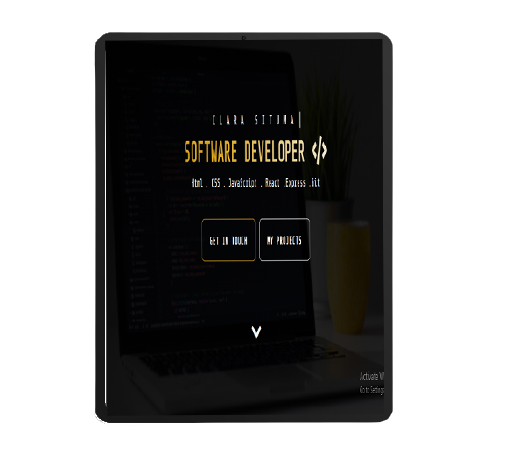 CLARA SITUMA|
SOFTWARE DEVELOPER </>
Html . CSS . JavaScript . React .Express .Git
GET IN TOUCH
MY PROJECTS
Activate W
Go to Settings